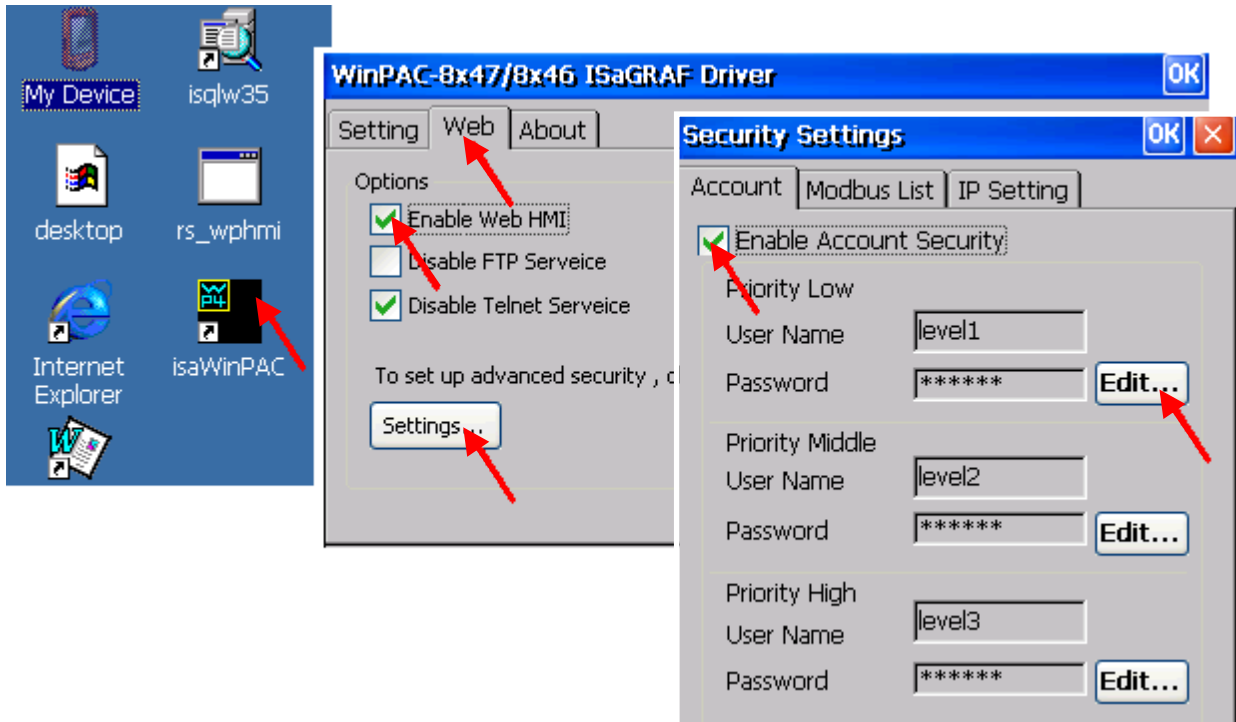 My Device
isqlw35
desktop
rs_wphmi
Internet
Explorer
isaWinPAC
WinPAC-8x47/8x46 ISaGRAF Driver
OK
Setting
Web
About
Options
Enable Web HMI
Disable FTP Serveice
Disable Telnet Serveice
To set up advanced security ,
Settings...
Security Settings
OK
Account
Modbus List
IP Setting
Enable Account Security
Priority Low
User Name
level1
Password
******
Edit...
Priority Middle
User Name
level2
Password
******
Edit...
Priority High
User Name
level3
Password
******
Edit...